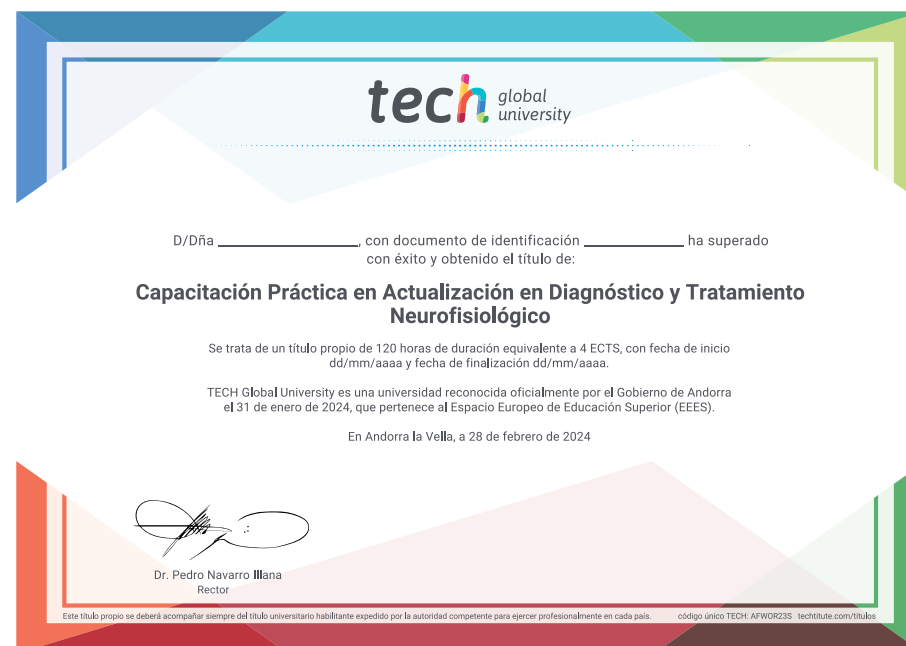 tech global university
D/Dña ____________, con documento de identificación ____________ ha superado
con éxito y obtenido el título de:
Capacitación Práctica en Actualización en Diagnóstico y Tratamiento
Neurofisiológico
Se trata de un título propio de 120 horas de duración equivalente a 4 ECTS, con fecha de inicio
dd/mm/aaaa y fecha de finalización dd/mm/aaaa.
TECH Global University es una universidad reconocida oficialmente por el Gobierno de Andorra
el 31 de enero de 2024, que pertenece al Espacio Europeo de Educación Superior (EEES).
En Andorra la Vella, a 28 de febrero de 2024
Dr. Pedro Navarro Illana
Rector
Este título propio se deberá acompañar siempre del título universitario habilitante expedido por la autoridad competente para ejercer profesionalmente en cada país. código único TECH: AFWOR23S techtitute.com/titulos